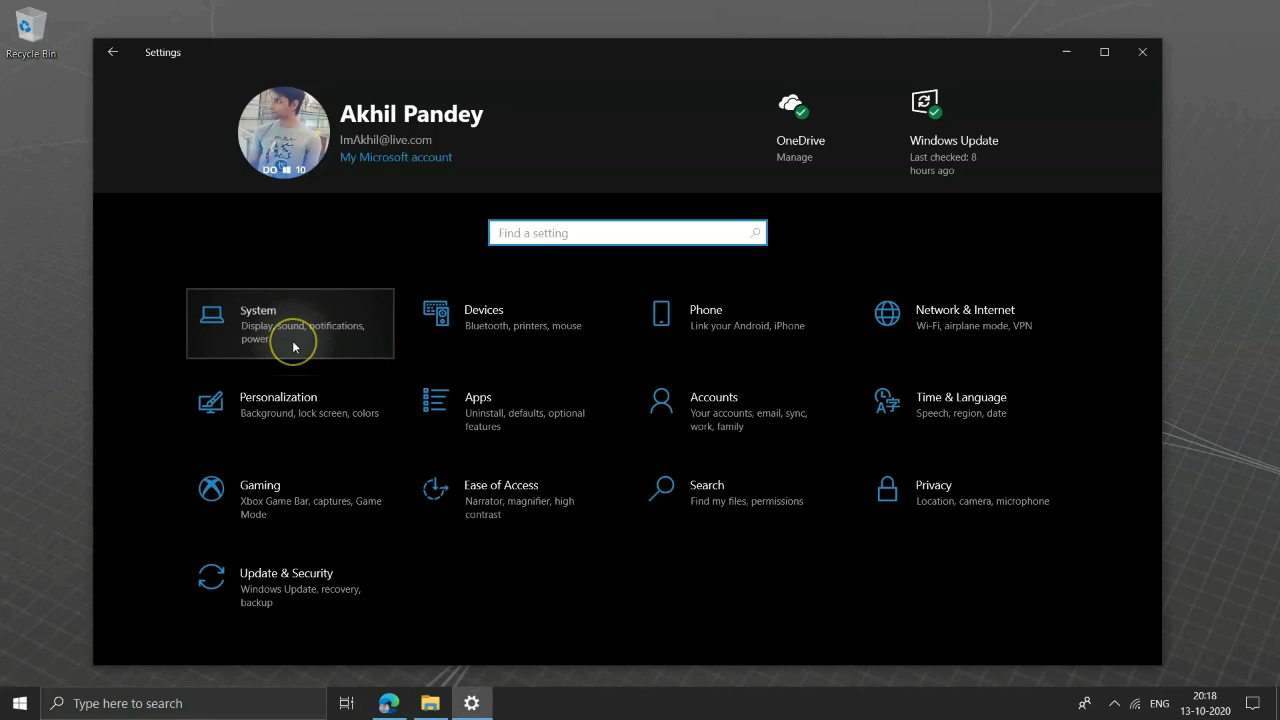 Recycle Bin
Settings
Akhil Pandey
ImAkhil@live.com
My Microsoft account
DO 10
OneDrive
Manage
Windows Update
Last checked: 8
hours ago
Find a setting
System
Display, sound, notifications,
power
Devices
Bluetooth, printers, mouse
Phone
Link your Android, iPhone
Network & Internet
Wi-Fi, airplane mode, VPN
Personalization
Background, lock screen, colors
Apps
Uninstall, defaults, optional
features
Accounts
Your accounts, email, sync,
work, family
Time & Language
Speech, region, date
Gaming
Xbox Game Bar, captures, Game
Mode
Ease of Access
Narrator, magnifier, high
contrast
Search
Find my files, permissions
Privacy
Location, camera, microphone
Update & Security
Windows Update, recovery,
backup
Type here to search
ENG
20:18
13-10-2020